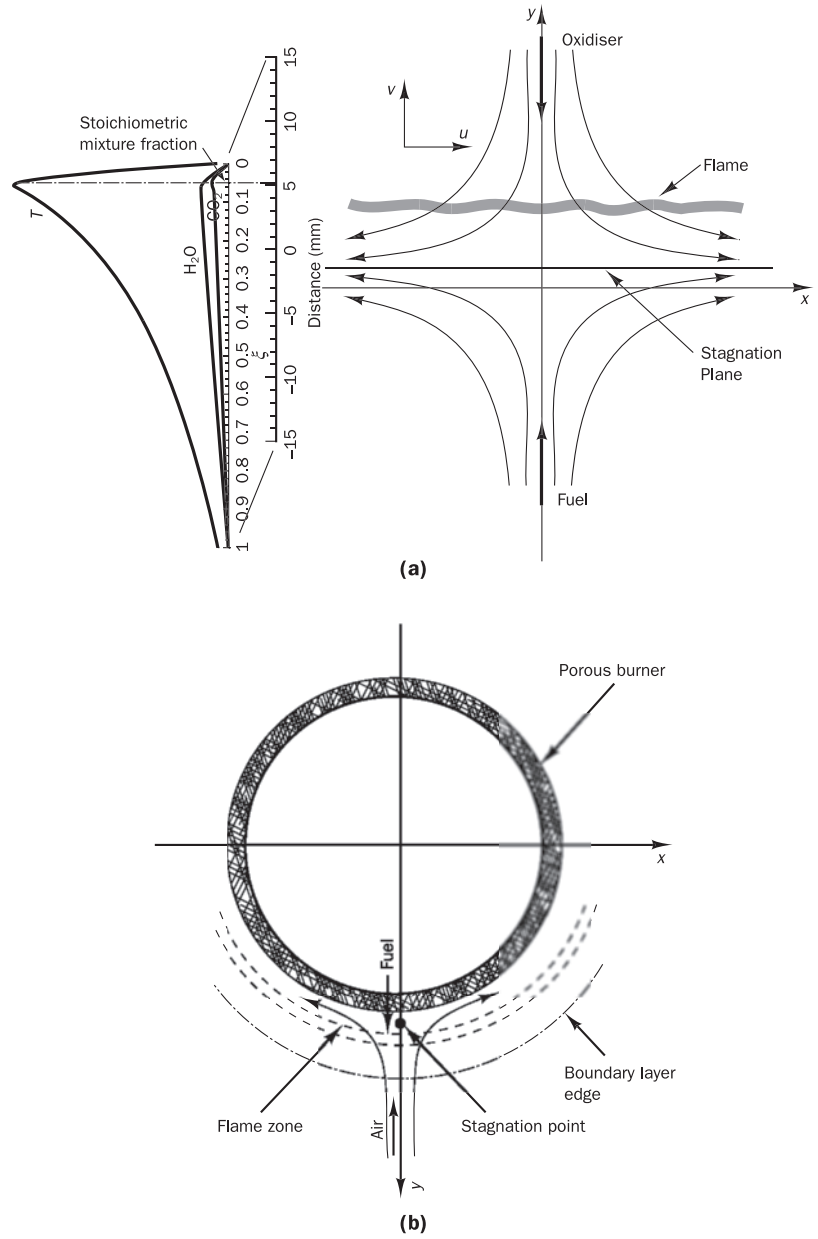 y
Oxidiser
v
u
Flame
x
Stagnation
Plane
Fuel
Stoichiometric
mixture fraction
T
H2O
CO2
0
0.1
0.2
0.3
0.4
0.5
0.6
0.7
0.8
0.9
1
ξ
15
10
5
0
−5
−10
−15
Distance (mm)
(a)
Porous burner
x
Fuel
Boundary layer
edge
Flame zone
Air
Stagnation point
y
(b)